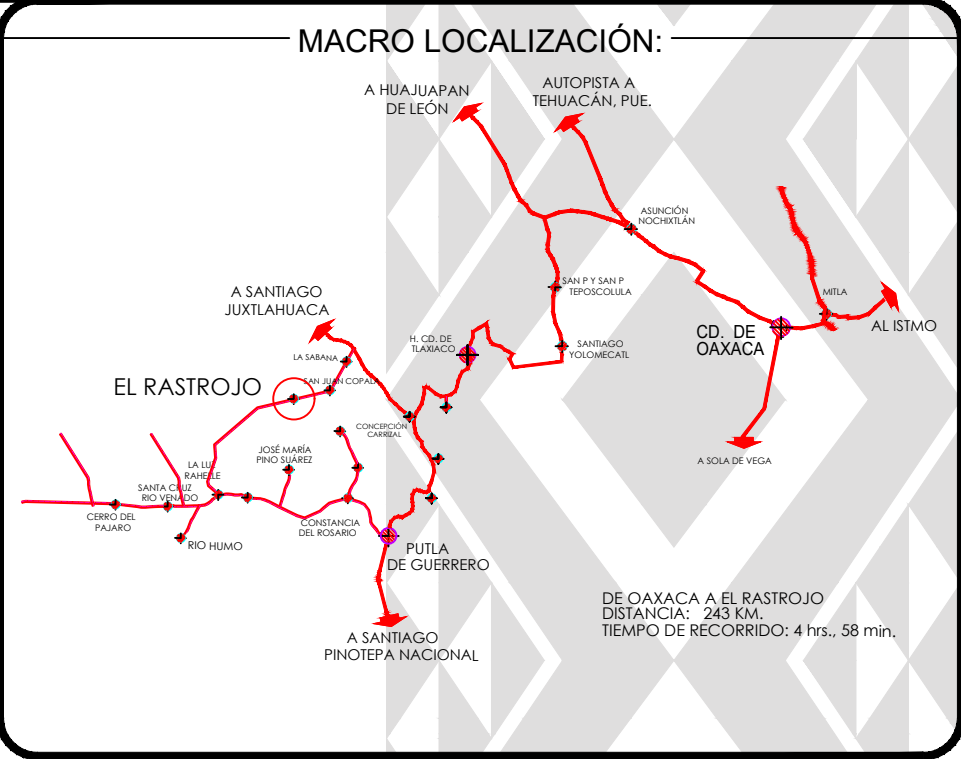 MACRO LOCALIZACIÓN:
A HUAJUAPAN
DE LEÓN
AUTOPISTA A
TEHUACÁN, PUE.
ASUNCIÓN
NOCHIXTLÁN
SAN P Y SAN P
TEPOSCOLULA
A SANTIAGO
JUXTLAHUACA
MITLA
CD. DE
OAXACA
AL ISTMO
H. CD. DE
TLAXIACO
SANTIAGO
YOLOMECATL
LA SABANA
SAN JUAN COPALA
EL RASTROJO
CONCEPCIÓN
CARRIZAL
JOSÉ MARÍA
PINO SUÁREZ
A SOLA DE VEGA
LA LUZ
SANTA CRUZ
RIO VENADO
CERRO DEL
PAJARO
CONSTANCIA
DEL ROSARIO
RIO HUMO
PUTLA
DE GUERRERO
DE OAXACA A EL RASTROJO
DISTANCIA: 243 KM.
TIEMPO DE RECORRIDO: 4 hrs., 58 min.
A SANTIAGO
PINOTEPA NACIONAL